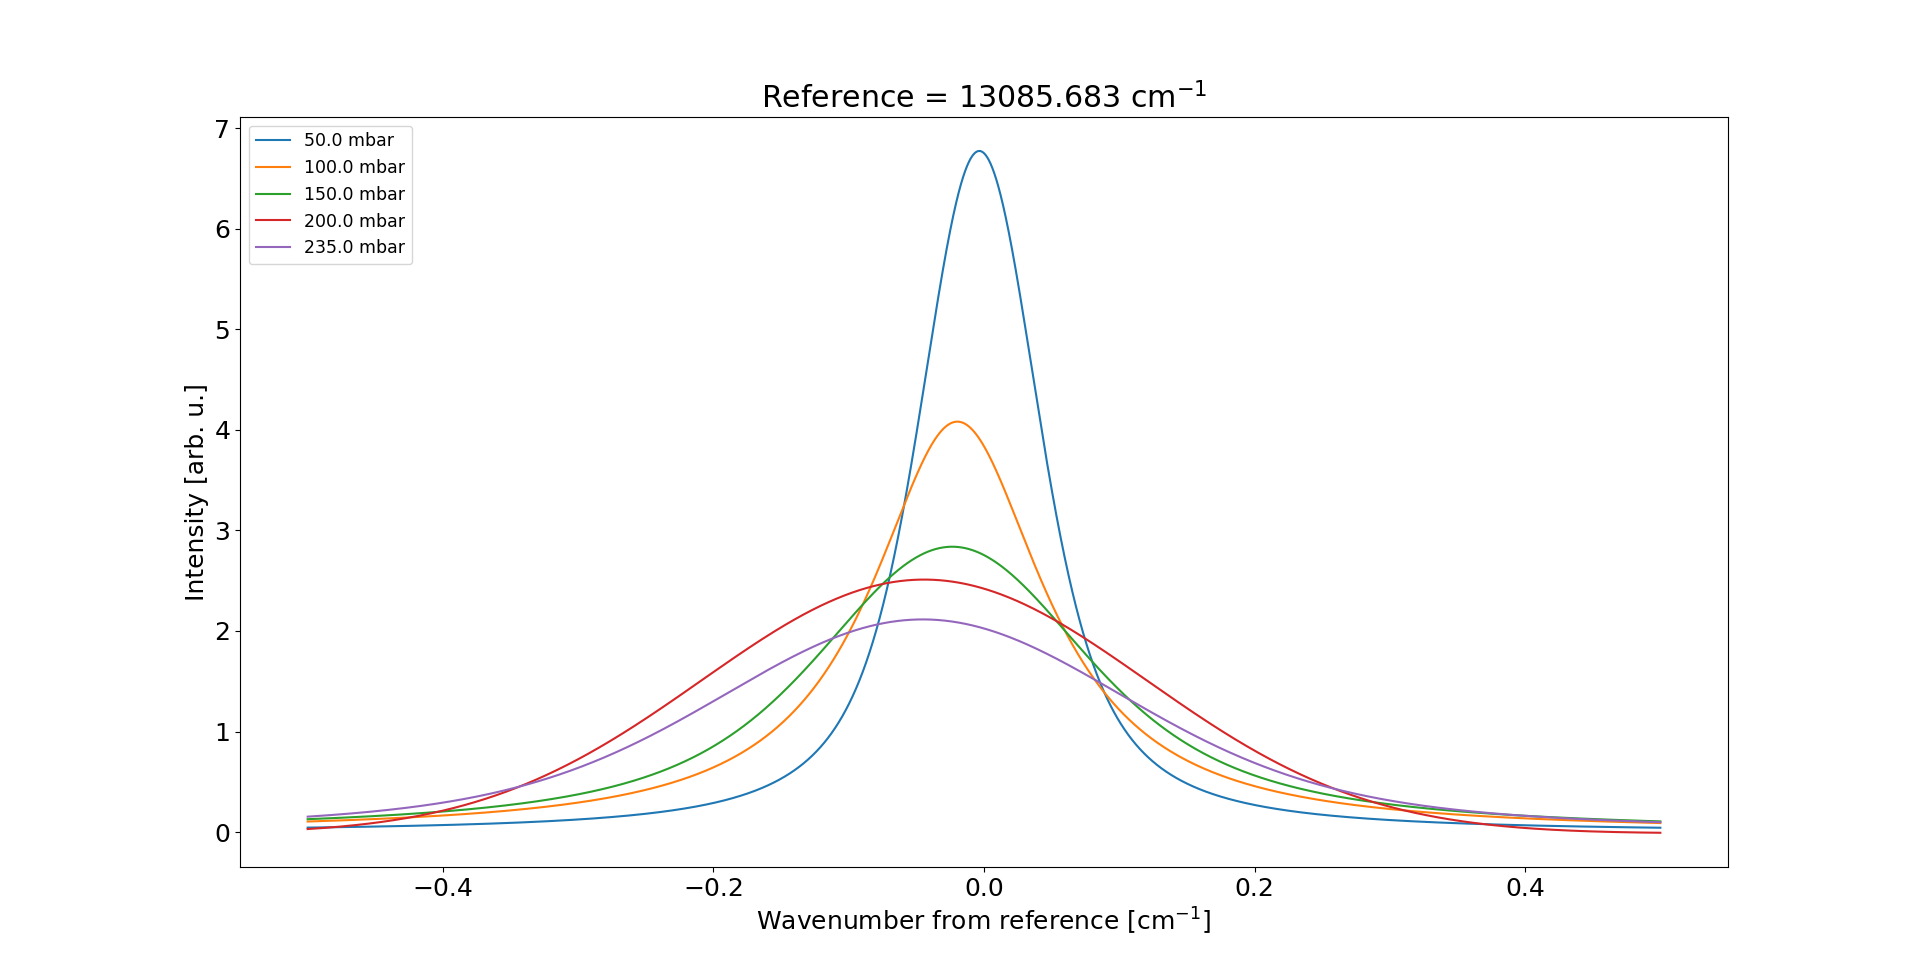 Reference = 13085.683 cm⁻¹
7
6
5
4
3
2
1
0
50.0 mbar
100.0 mbar
150.0 mbar
200.0 mbar
235.0 mbar
Intensity [arb. u.]
−0.4 −0.2 0.0 0.2 0.4
Wavenumber from reference [cm⁻¹]